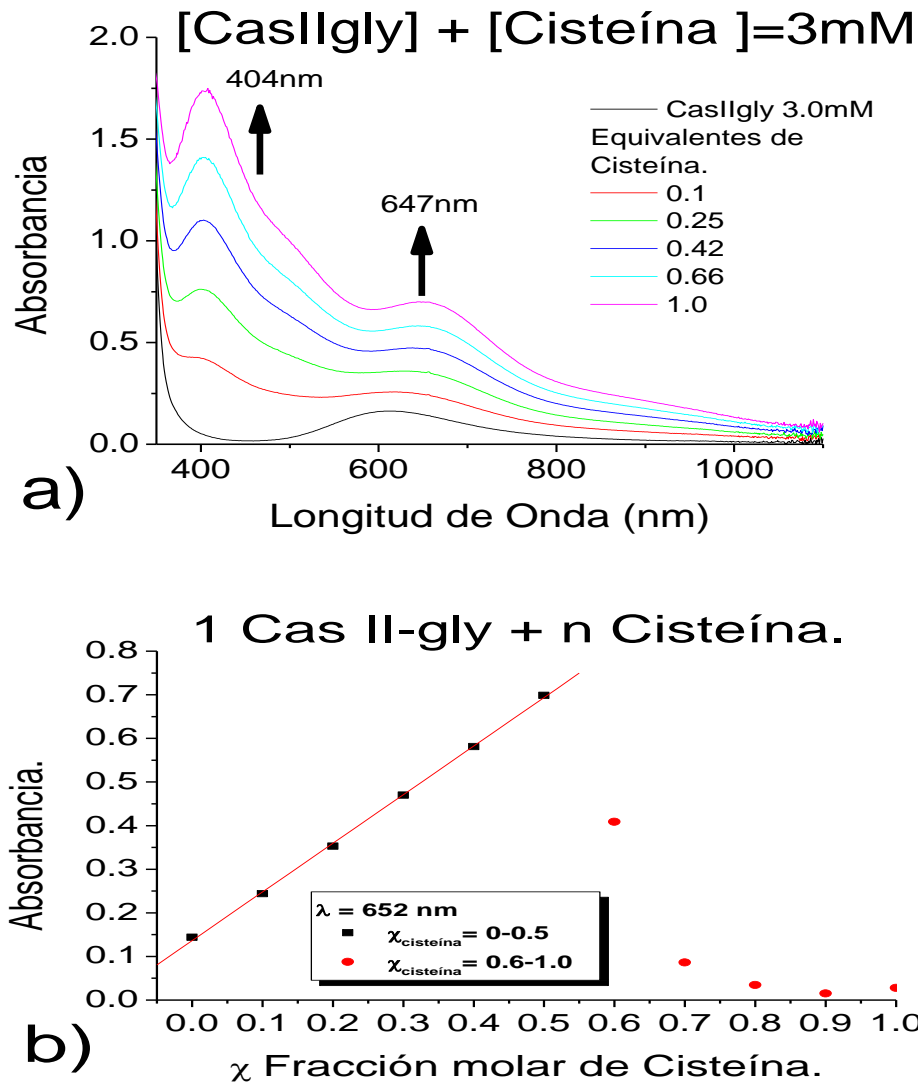 [CasIIgly] + [Cisteína ]=3mM
2.0
1.5
1.0
0.5
0.0
Absorbancia
404nm
647nm
CasIIgly 3.0mM
Equivalentes de
Cisteína.
0.1
0.25
0.42
0.66
1.0
400 600 800 1000
Longitud de Onda (nm)
a)
1 Cas II-gly + n Cisteína.
0.8
0.7
0.6
0.5
0.4
0.3
0.2
0.1
0.0
Absorbancia.
λ = 652 nm
χcisteína= 0-0.5
χcisteína= 0.6-1.0
0.0 0.1 0.2 0.3 0.4 0.5 0.6 0.7 0.8 0.9 1.0
χ Fracción molar de Cisteína.
b)